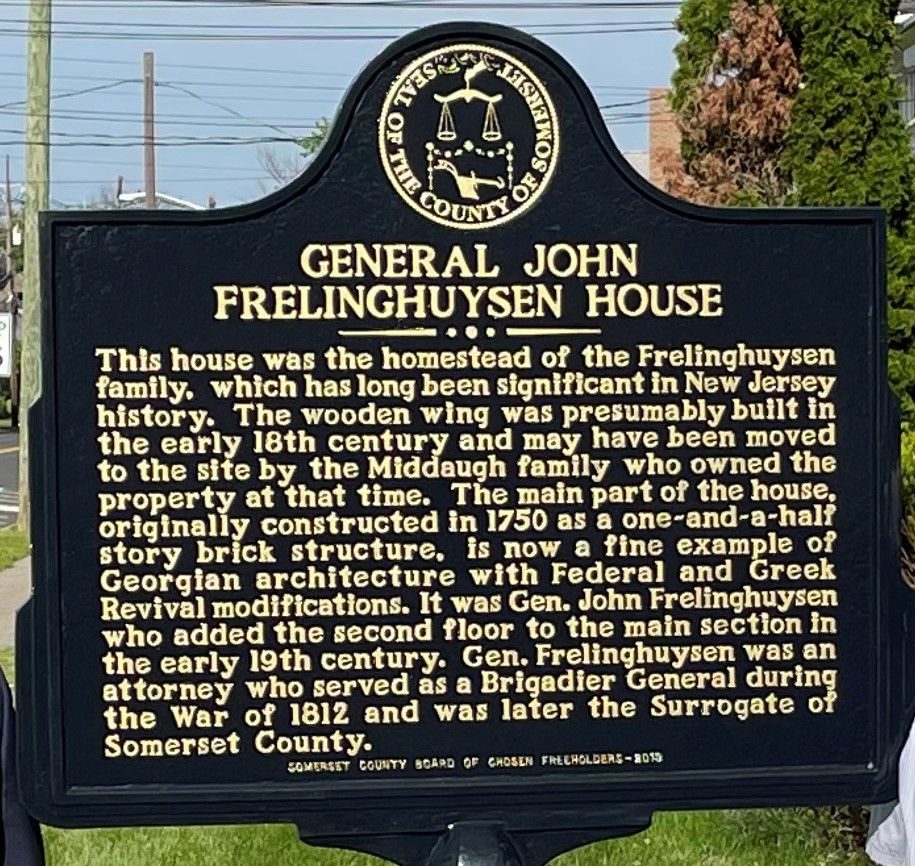 SEAL OF THE COUNTY OF SOMERSET
GENERAL JOHN
FRELINGHUYSEN HOUSE
This house was the homestead of the Frelinghuysen
family, which has long been significant in New Jersey
history. The wooden wing was presumably built in
the early 18th century and may have been moved
to the site by the Middaugh family who owned the
property at that time. The main part of the house,
originally constructed in 1750 as a one-and-a-half
story brick structure, is now a fine example of
Georgian architecture with Federal and Greek
Revival modifications. It was Gen. John Frelinghuysen
who added the second floor to the main section in
the early 19th century. Gen. Frelinghuysen was an
attorney who served as a Brigadier General during
the War of 1812 and was later the Surrogate of
Somerset County.
SOMERSET COUNTY BOARD OF CHOSEN FREEHOLDERS-2013